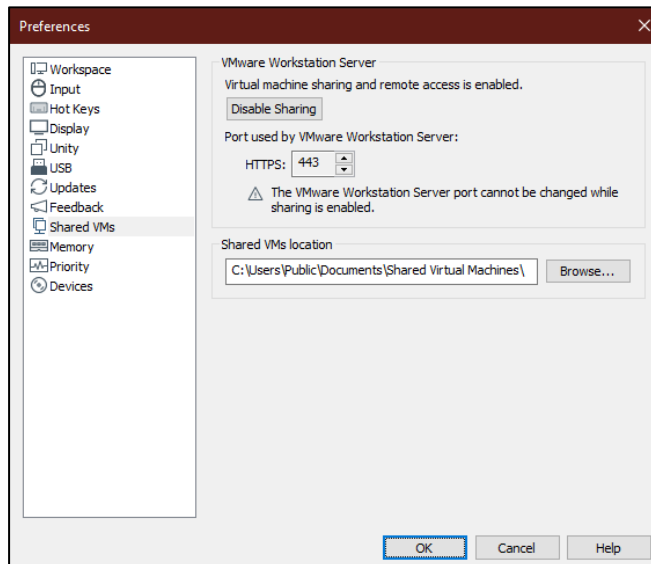 Preferences
Workspace
Input
Hot Keys
Display
Unity
USB
Updates
Feedback
Shared VMs
Memory
Priority
Devices
VMware Workstation Server
Virtual machine sharing and remote access is enabled.
Disable Sharing
Port used by VMware Workstation Server:
HTTPS: 443
The VMware Workstation Server port cannot be changed while
sharing is enabled.
Shared VMs location
C:\Users\Public\Documents\Shared Virtual Machines\ Browse...
OK Cancel Help